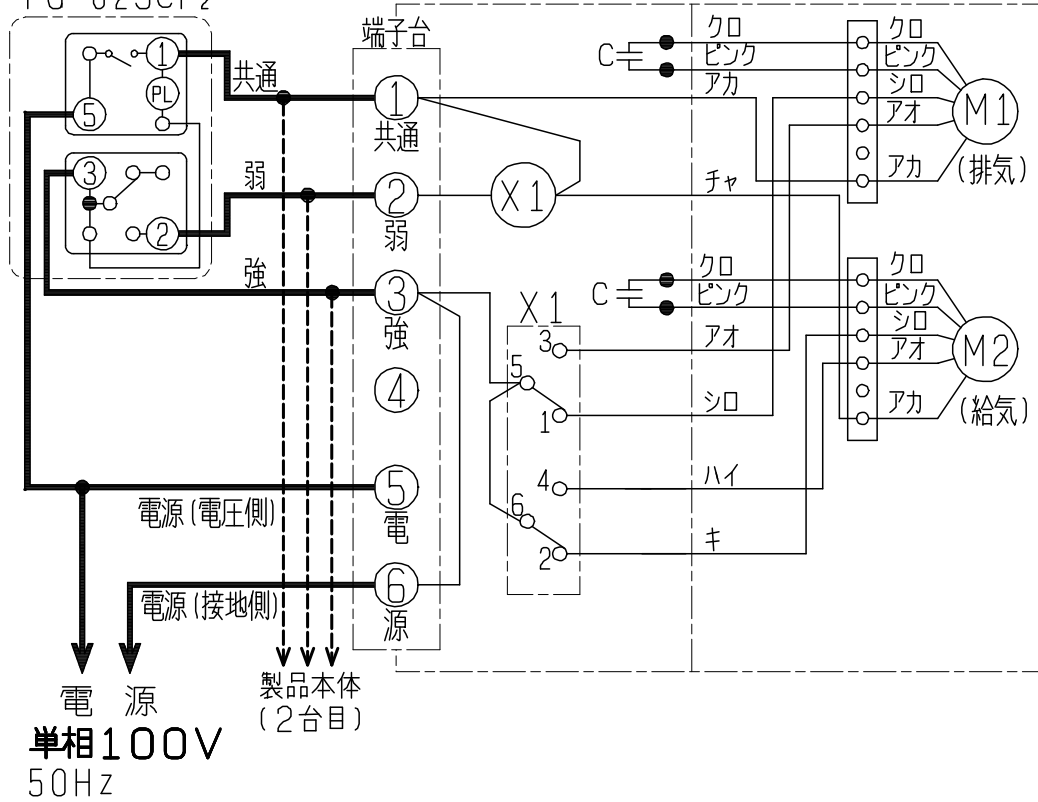 端子台
1
PL
5
共通
3
弱
2
強
1
共通
2
弱
3
強
4
5
電
6
源
電源(電圧側)
電源(接地側)
電 源
単相100V
50Hz
製品本体
(2台目)
X1
X1
3
5
1
4
6
2
C
クロ
ピンク
アカ
チャ
C
クロ
ピンク
アオ
シロ
ハイ
キ
クロ
ピンク
シロ
アオ
アカ
M1
(排気)
クロ
ピンク
シロ
アオ
アカ
M2
(給気)